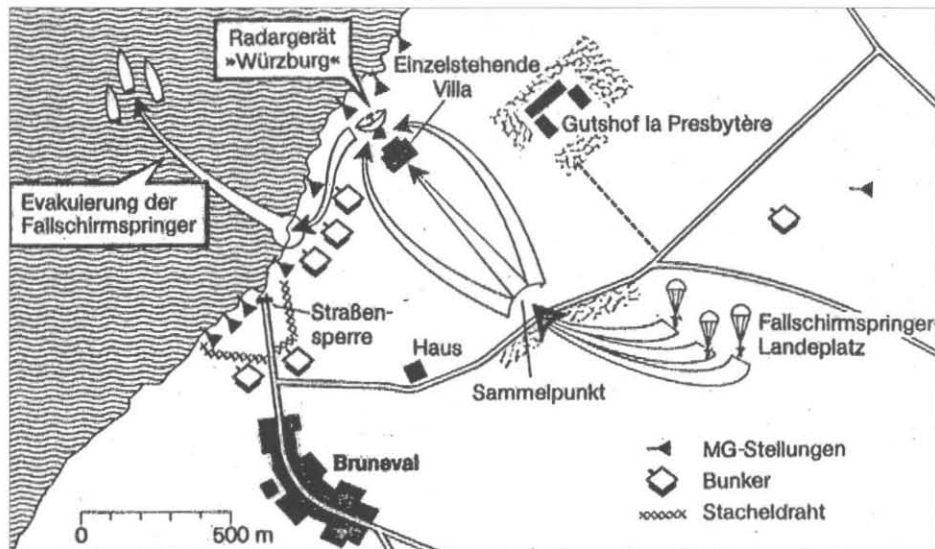 Radargerät
»Würzburg«
Einzelstehende
Villa
Gutshof la Presbytère
Evakuierung der
Fallschirmspringer
Straßen-
sperre
Haus
Fallschirmspringer-
Landeplatz
Sammelpunkt
Bruneval
MG-Stellungen
Bunker
Stacheldraht
0 500 m